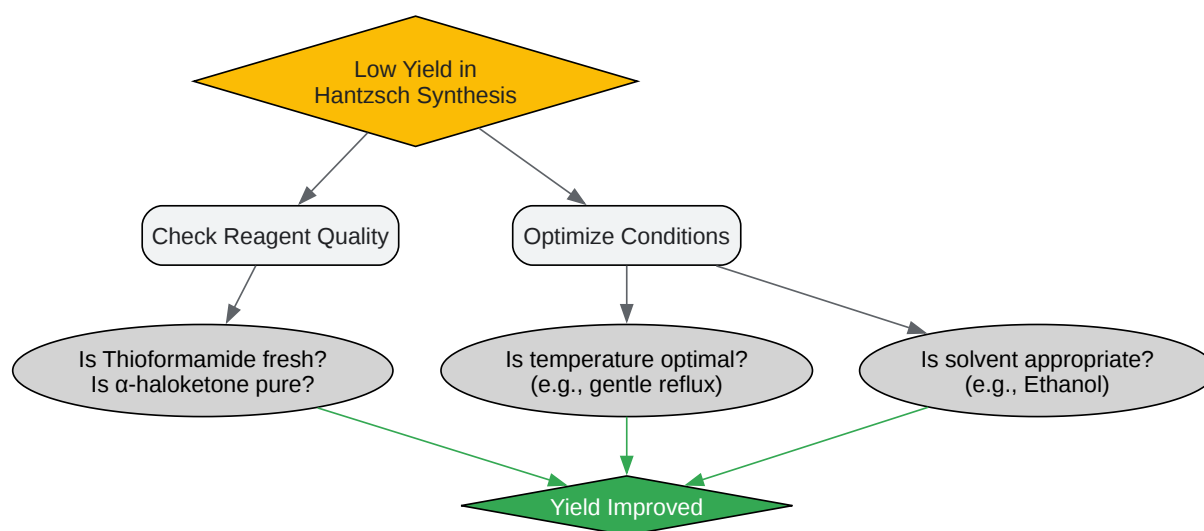 Low Yield in
Hantzsch Synthesis
Check Reagent Quality
Optimize Conditions
Is Thioformamide fresh?
Is α-haloketone pure?
Is temperature optimal?
(e.g., gentle reflux)
Is solvent appropriate?
(e.g., Ethanol)
Yield Improved